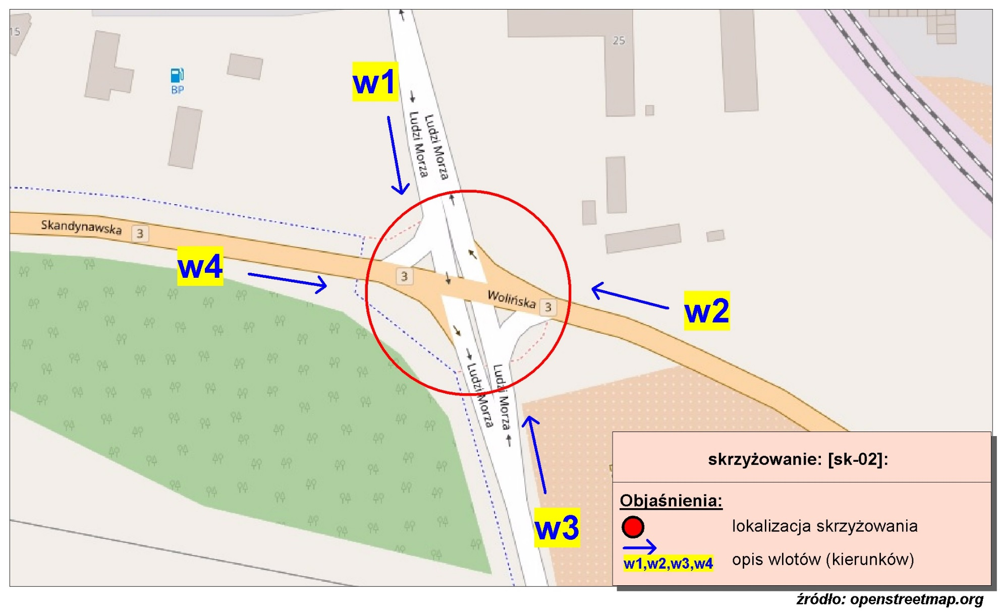 15
25
BP
w1
Ludzi Morza
Ludzi Morza
Skandynawska
3
w4
3
Wolińska
3
w2
Ludzi Morza
Ludzi Morza
w3
skrzyżowanie: [sk-02]:
Objaśnienia:
lokalizacja skrzyżowania
w1,w2,w3,w4
opis wlotów (kierunków)
źródło: openstreetmap.org